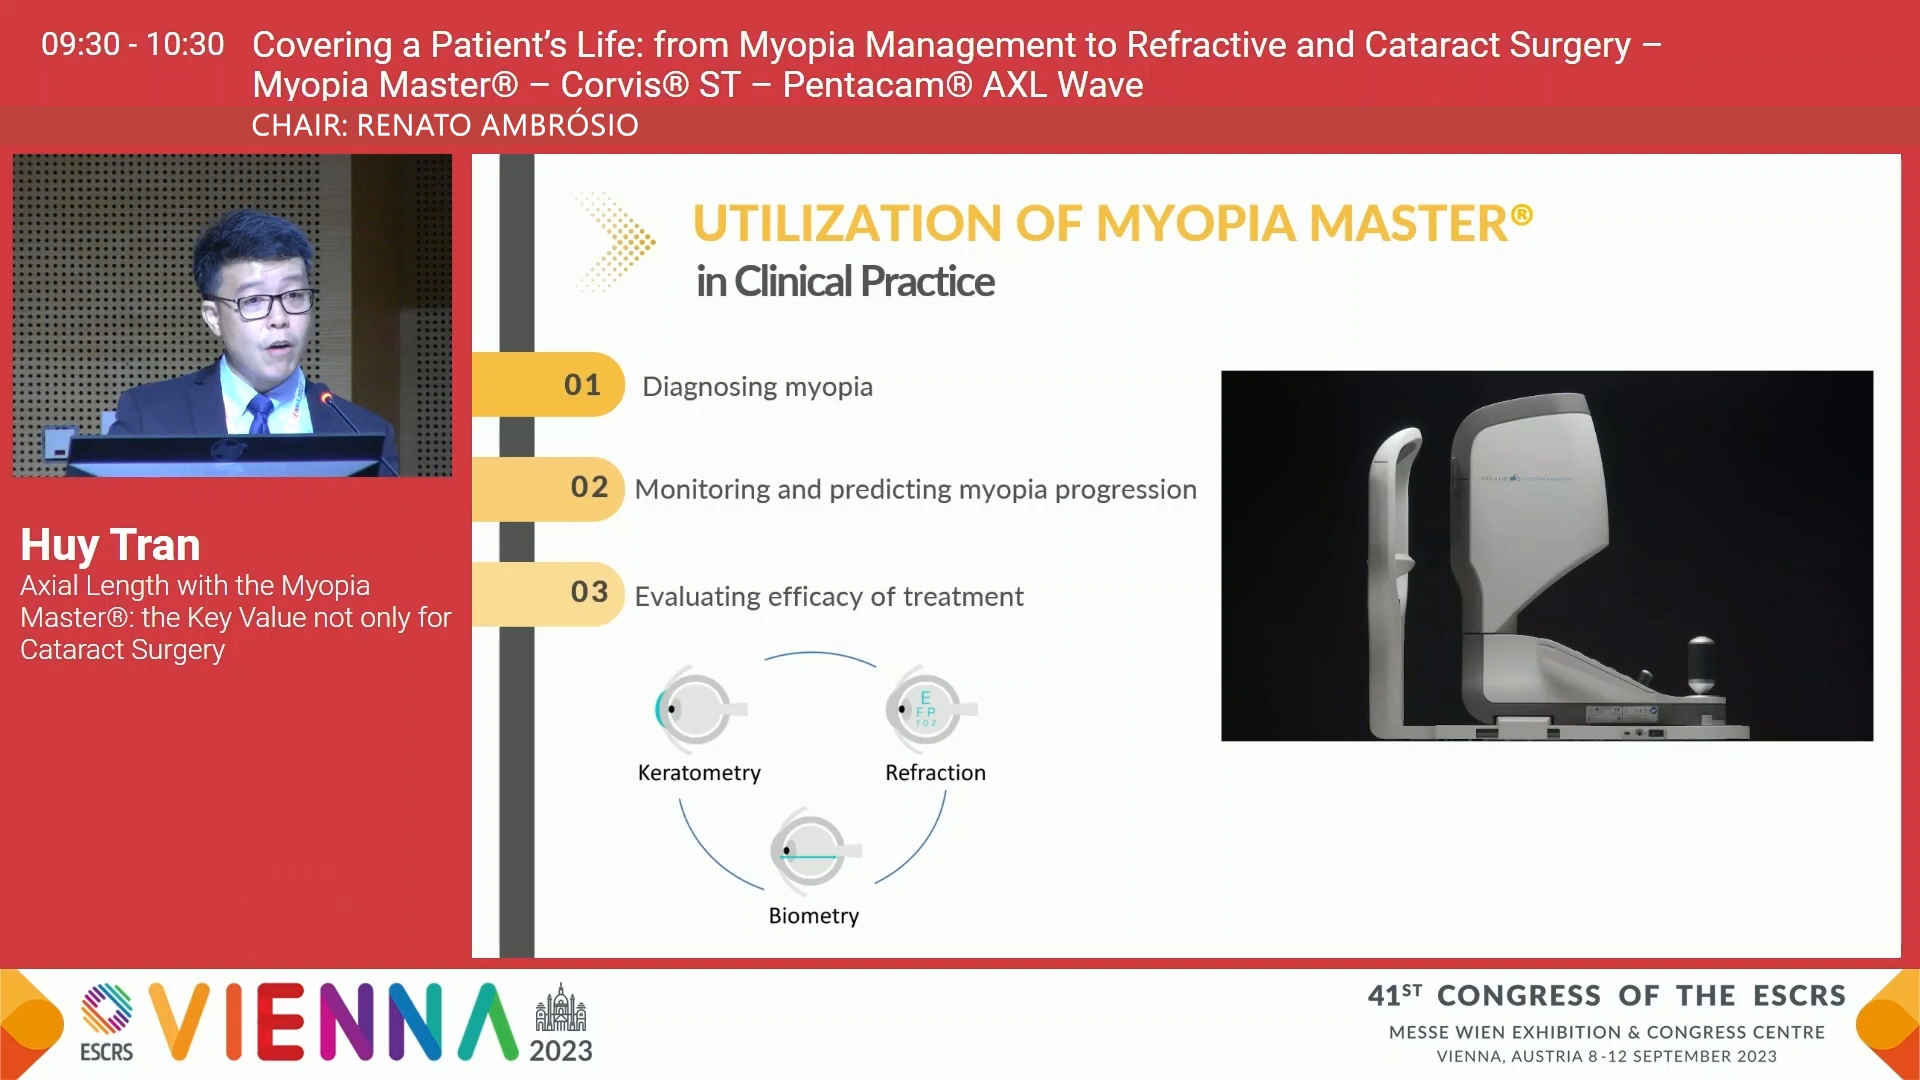 09:30 - 10:30
Covering a Patient’s Life: from Myopia Management to Refractive and Cataract Surgery –
Myopia Master® – Corvis® ST – Pentacam® AXL Wave
CHAIR: RENATO AMBRÓSIO
Huy Tran
Axial Length with the Myopia
Master®: the Key Value not only for
Cataract Surgery
UTILIZATION OF MYOPIA MASTER®
in Clinical Practice
01 Diagnosing myopia
02 Monitoring and predicting myopia progression
03 Evaluating efficacy of treatment
E
FP
TOZ
Keratometry
Refraction
Biometry
ESCRS
VIENNA
2023
41ST CONGRESS OF THE ESCRS
MESSE WIEN EXHIBITION & CONGRESS CENTRE
VIENNA, AUSTRIA 8-12 SEPTEMBER 2023